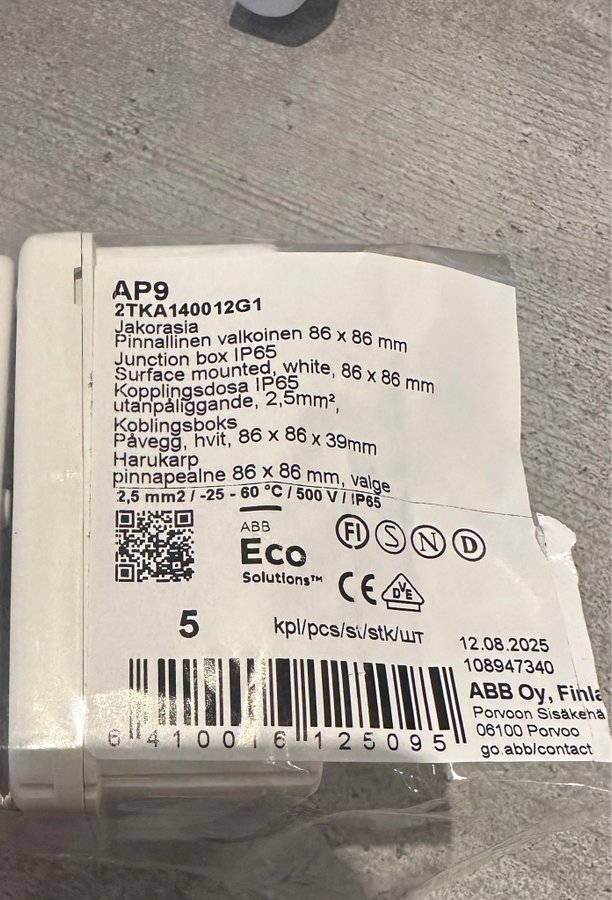 AP9
2TKA140012G1
Jakorasia
Pinnallinen valkoinen 86 x 86 mm
Junction box IP65
Surface mounted, white, 86 x 86 mm
Kopplingsdosa IP65
utanpåliggande, 2,5mm²,
Koblingsboks
Påvegg, hvit, 86 x 86 x 39mm
Harukarp
pinnapealne 86 x 86 mm, valge
2,5 mm2 / -25 - 60 °C / 500 V / IP65
ABB
Eco
Solutions™
FI S N D
CE DVE
5
kpl/pcs/st/stk/шт
12.08.2025
108947340
ABB Oy, Finla
Porvoon Sisäkehä
06100 Porvoo
go.abb/contact
6 410016 125095